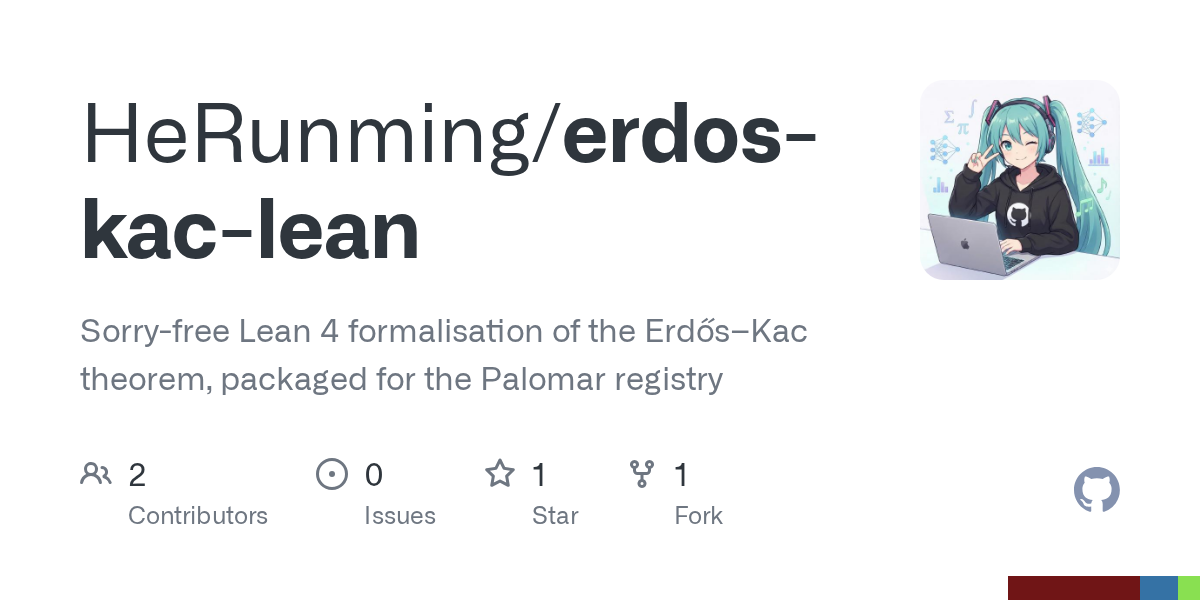 HeRunming/erdos-
kac-lean
Sorry-free Lean 4 formalisation of the Erdős–Kac
theorem, packaged for the Palomar registry
2
Contributors
0
Issues
1
Star
1
Fork
Σ
∫
π